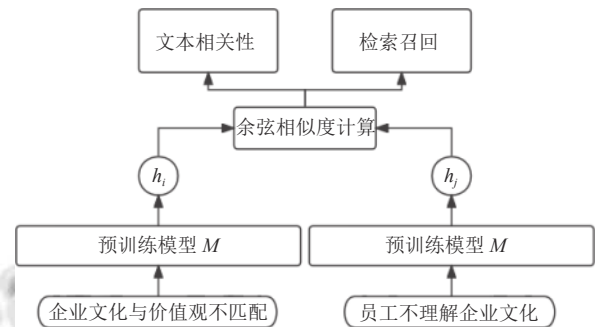 文本相关性
检索召回
余弦相似度计算
h_i
h_j
预训练模型 M
预训练模型 M
企业文化与价值观不匹配
员工不理解企业文化